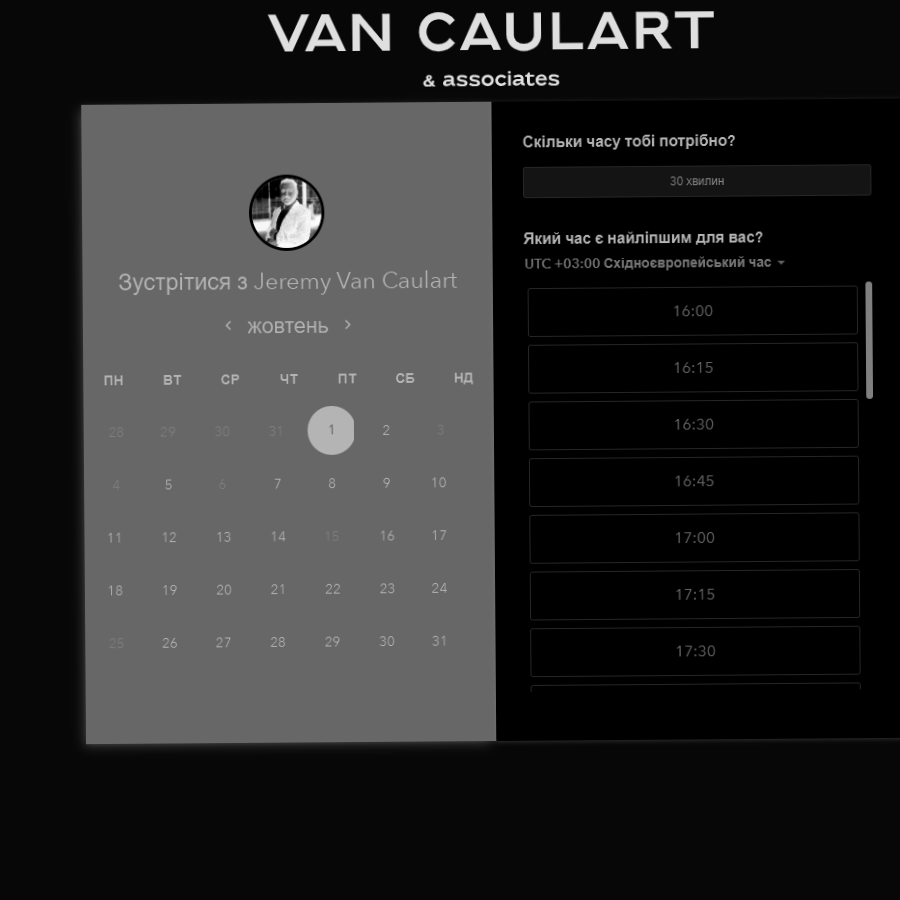 VAN CAULART
& associates
Зустрітися з Jeremy Van Caulart
‹ жовтень ›
ПН ВТ СР ЧТ ПТ СБ НД
28 29 30 31 1 2 3
4 5 6 7 8 9 10
11 12 13 14 15 16 17
18 19 20 21 22 23 24
25 26 27 28 29 30 31
Скільки часу тобі потрібно?
30 хвилин
Який час є найліпшим для вас?
UTC +03:00 Східноєвропейський час
16:00
16:15
16:30
16:45
17:00
17:15
17:30